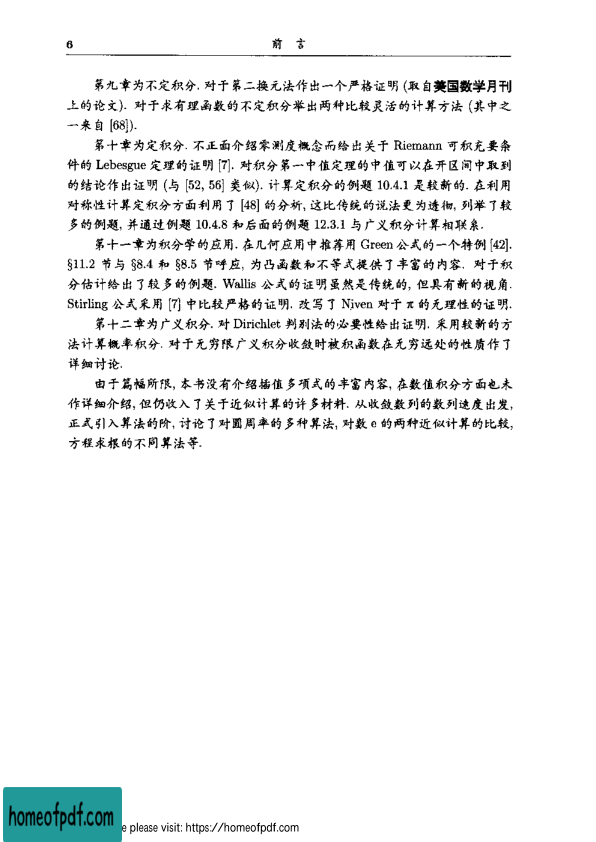 6
前 言
第九章为不定积分. 对于第二换元法作出一个严格证明 (取自美国数学月刊
上的论文). 对于求有理函数的不定积分举出两种比较灵活的计算方法 (其中之
一来自 [68]).
第十章为定积分. 不正面介绍零测度概念而给出关于 Riemann 可积充要条
件的 Lebesgue 定理的证明 [7]. 对积分第一中值定理的中值可以在开区间中取到
的结论作出证明 (与 [52, 56] 类似). 计算定积分的例题 10.4.1 是较新的. 在利用
对称性计算定积分方面利用了 [48] 的分析, 这比传统的说法更为透彻, 列举了较
多的例题, 并通过例题 10.4.8 和后面的例题 12.3.1 与广义积分计算相联系.
第十一章为积分学的应用. 在几何应用中推荐用 Green 公式的一个特例 [42].
§11.2 节与 §8.4 和 §8.5 节呼应, 为凸函数和不等式提供了丰富的内容. 对于积
分估计给出了较多的例题. Wallis 公式的证明虽然是传统的, 但具有新的视角.
Stirling 公式采用 [7] 中比较严格的证明. 改写了 Niven 对于 π 的无理性的证明.
第十二章为广义积分. 对 Dirichlet 判别法的必要性给出证明. 采用较新的方
法计算概率积分. 对于无穷限广义积分收敛时被积函数在无穷远处的性质作了
详细讨论.
由于篇幅所限, 本书没有介绍插值多项式的丰富内容, 在数值积分方面也未
作详细介绍, 但仍收入了关于近似计算的许多材料. 从收敛数列的数列速度出发,
正式引入算法的阶, 讨论了对圆周率的多种算法, 对数 e 的两种近似计算的比较,
方程求根的不同算法等.
homeofpdf.com
e please visit: https://homeofpdf.com